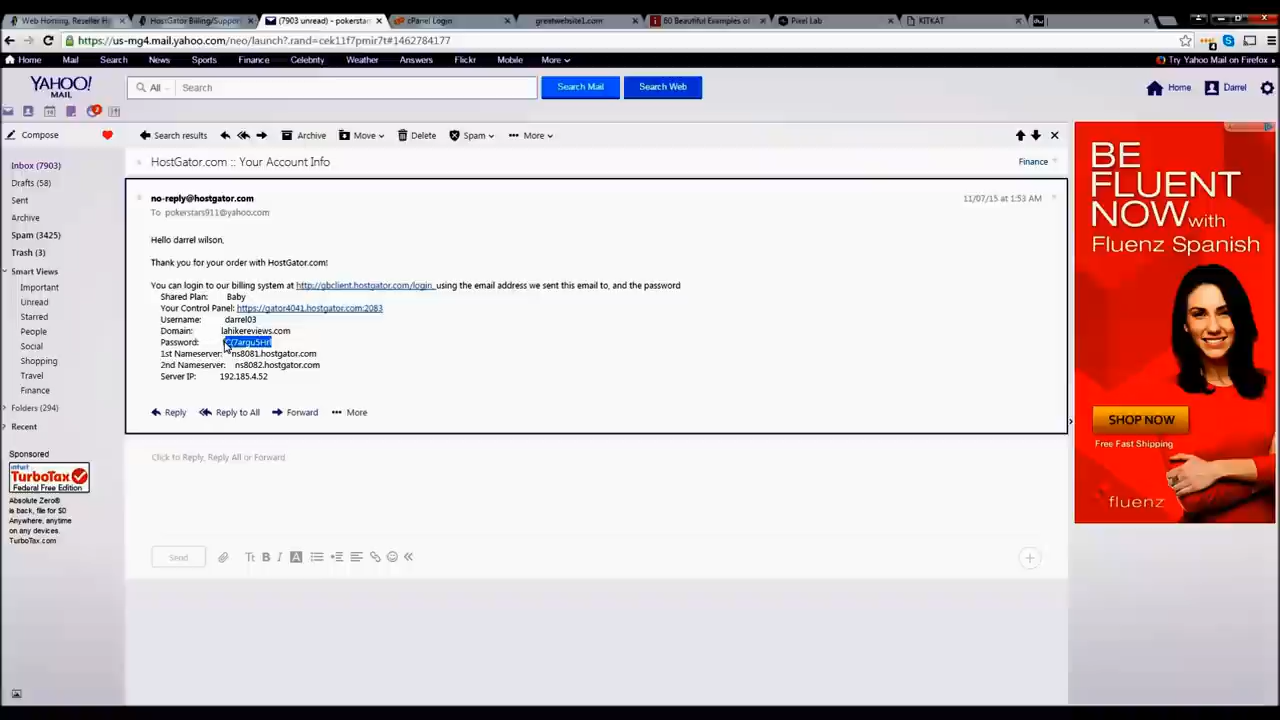 Web Hosting, Reseller H
HostGator Billing/Support
(7903 unread) - pokerstars
cPanel Login
greatwebsite1.com
60 Beautiful Examples of
Pixel Lab
KITKAT
https://us-mg4.mail.yahoo.com/neo/launch?.rand=cek11f7pmir7t#1462784177
Home Mail Search News Sports Finance Celebrity Weather Answers Flickr Mobile More
Try Yahoo Mail on Firefox »
YAHOO!
MAIL
All
Search
Search Mail
Search Web
Home
Darrel
Compose
Search results
Archive
Move
Delete
Spam
More
Inbox (7903)
Drafts (58)
Sent
Archive
Spam (3425)
Trash (3)
Smart Views
Important
Unread
Starred
People
Social
Shopping
Travel
Finance
Folders (294)
Recent
Sponsored
intuit
TurboTax
Federal Free Edition
Absolute Zero®
is back, file for $0
Anywhere, anytime
on any devices.
TurboTax.com
HostGator.com :: Your Account Info
Finance
no-reply@hostgator.com
11/07/15 at 1:53 AM
To pokerstars911@yahoo.com
Hello darrel wilson,
Thank you for your order with HostGator.com!
You can login to our billing system at http://gbclient.hostgator.com/login using the email address we sent this email to, and the password
Shared Plan: Baby
Your Control Panel: https://gator4041.hostgator.com:2083
Username: darrel03
Domain: lahikereviews.com
Password:
1st Nameserver: ns8081.hostgator.com
2nd Nameserver: ns8082.hostgator.com
Server IP: 192.185.4.52
Reply
Reply to All
Forward
More
Click to Reply, Reply All or Forward
Send
BE
FLUENT
NOW with
Fluenz Spanish
SHOP NOW
Free Fast Shipping
fluenz